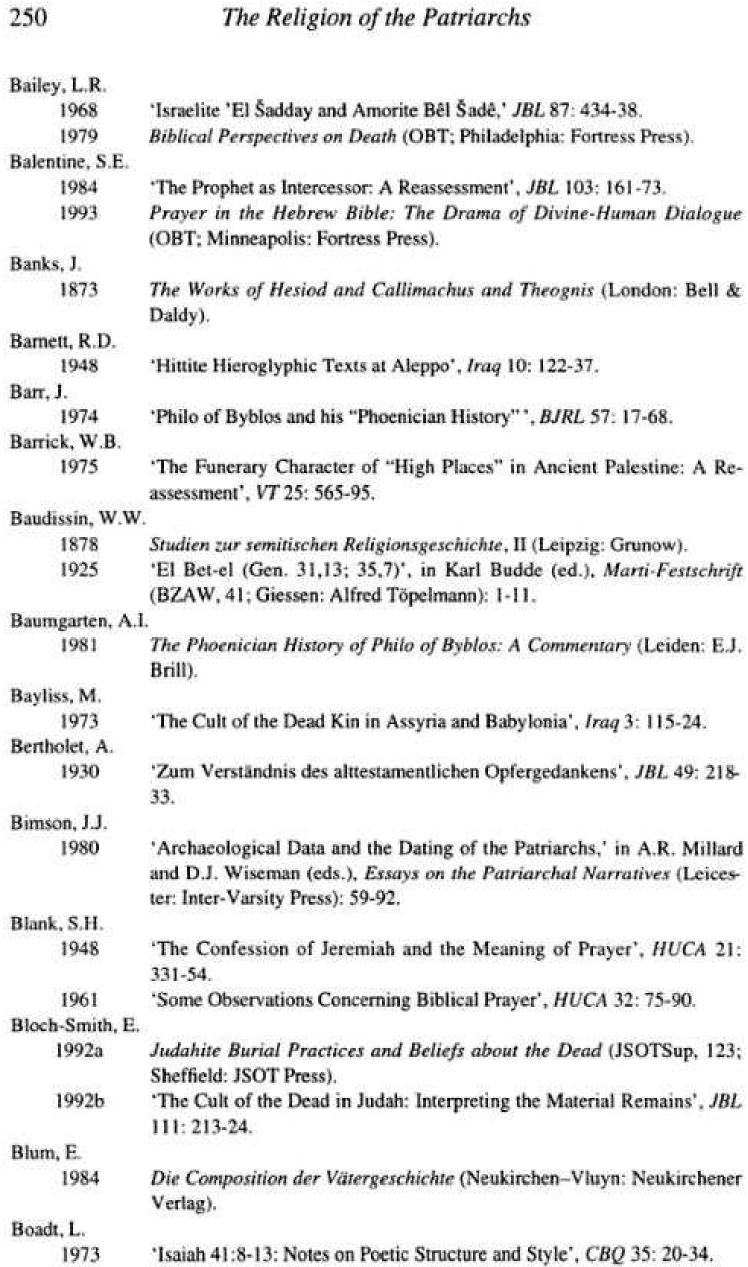 250 The Religion of the Patriarchs
Bailey, L.R.
1968 'Israelite 'El Šadday and Amorite Bêl Šadê,' JBL 87: 434-38.
1979 Biblical Perspectives on Death (OBT; Philadelphia: Fortress Press).
Balentine, S.E.
1984 'The Prophet as Intercessor: A Reassessment', JBL 103: 161-73.
1993 Prayer in the Hebrew Bible: The Drama of Divine-Human Dialogue
(OBT; Minneapolis: Fortress Press).
Banks, J.
1873 The Works of Hesiod and Callimachus and Theognis (London: Bell &
Daldy).
Barnett, R.D.
1948 'Hittite Hieroglyphic Texts at Aleppo', Iraq 10: 122-37.
Barr, J.
1974 'Philo of Byblos and his "Phoenician History"', BJRL 57: 17-68.
Barrick, W.B.
1975 'The Funerary Character of "High Places" in Ancient Palestine: A Re-
assessment', VT 25: 565-95.
Baudissin, W.W.
1878 Studien zur semitischen Religionsgeschichte, II (Leipzig: Grunow).
1925 'El Bet-el (Gen. 31,13; 35,7)', in Karl Budde (ed.), Marti-Festschrift
(BZAW, 41; Giessen: Alfred Töpelmann): 1-11.
Baumgarten, A.I.
1981 The Phoenician History of Philo of Byblos: A Commentary (Leiden: E.J.
Brill).
Bayliss, M.
1973 'The Cult of the Dead Kin in Assyria and Babylonia', Iraq 3: 115-24.
Bertholet, A.
1930 'Zum Verständnis des alttestamentlichen Opfergedankens', JBL 49: 218-
33.
Bimson, J.J.
1980 'Archaeological Data and the Dating of the Patriarchs,' in A.R. Millard
and D.J. Wiseman (eds.), Essays on the Patriarchal Narratives (Leices-
ter: Inter-Varsity Press): 59-92.
Blank, S.H.
1948 'The Confession of Jeremiah and the Meaning of Prayer', HUCA 21:
331-54.
1961 'Some Observations Concerning Biblical Prayer', HUCA 32: 75-90.
Bloch-Smith, E.
1992a Judahite Burial Practices and Beliefs about the Dead (JSOTSup, 123;
Sheffield: JSOT Press).
1992b 'The Cult of the Dead in Judah: Interpreting the Material Remains', JBL
111: 213-24.
Blum, E.
1984 Die Composition der Vätergeschichte (Neukirchen–Vluyn: Neukirchener
Verlag).
Boadt, L.
1973 'Isaiah 41:8-13: Notes on Poetic Structure and Style', CBQ 35: 20-34.